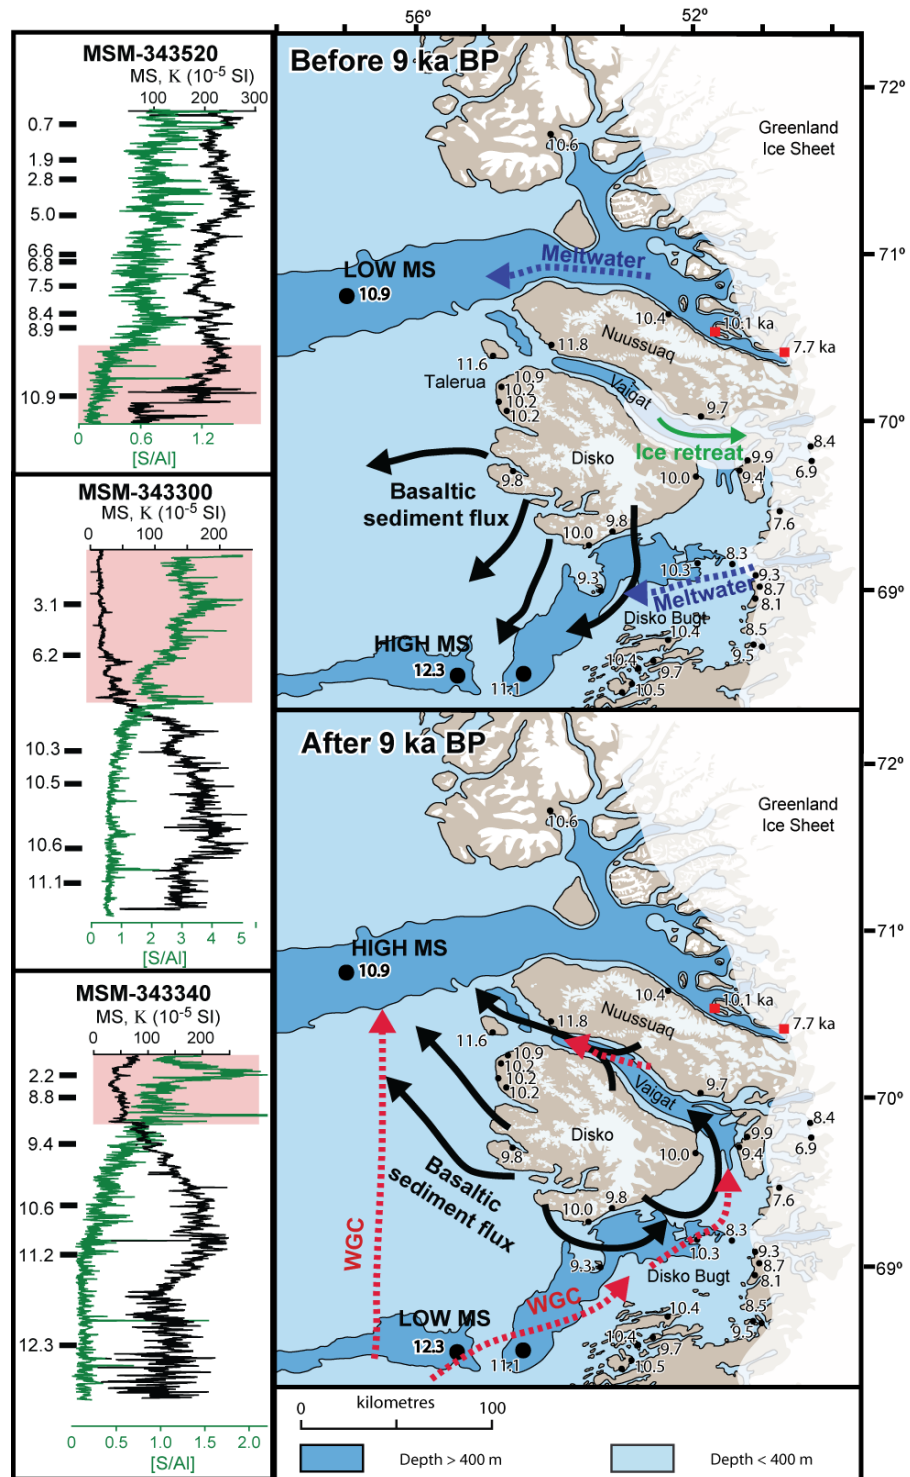 56º
52º
MSM-343520
MS, K (10⁻⁵ SI)
100
200
300
0.7
1.9
2.8
5.0
6.6
6.8
7.5
8.4
8.9
10.9
0
0.6
1.2
[S/Al]
MSM-343300
MS, K (10⁻⁵ SI)
0
100
200
3.1
6.2
10.3
10.5
10.6
11.1
0
1
2
3
4
5
[S/Al]
MSM-343340
MS, K (10⁻⁵ SI)
0
100
200
2.2
8.8
9.4
10.6
11.2
12.3
0
0.5
1.0
1.5
2.0
[S/Al]
Before 9 ka BP
72º
Greenland
Ice Sheet
10.6
71º
Meltwater
LOW MS
10.9
10.4
10.1 ka
7.7 ka
Nuussuaq
11.8
11.6
Talerua
10.9
10.2
10.2
10.2
Vaigat
9.7
70º
Ice retreat
8.4
9.9
9.4
6.9
Disko
10.0
9.8
Basaltic
sediment flux
7.6
9.8
10.0
8.3
10.3
9.3
9.3
8.7
8.1
69º
Meltwater
Disko Bugt
10.4
8.5
9.5
HIGH MS
12.3
11.1
10.4
9.7
10.5
After 9 ka BP
72º
Greenland
Ice Sheet
10.6
71º
HIGH MS
10.9
10.4
10.1 ka
7.7 ka
Nuussuaq
11.8
11.6
10.9
10.2
10.2
10.2
Vaigat
9.7
70º
8.4
9.9
9.4
6.9
Disko
10.0
9.8
Basaltic
sediment flux
7.6
9.8
10.0
WGC
8.3
10.3
9.3
9.3
8.7
8.1
69º
Disko Bugt
WGC
10.4
8.5
9.5
LOW MS
12.3
11.1
10.4
9.7
10.5
kilometres
0
100
Depth > 400 m
Depth < 400 m